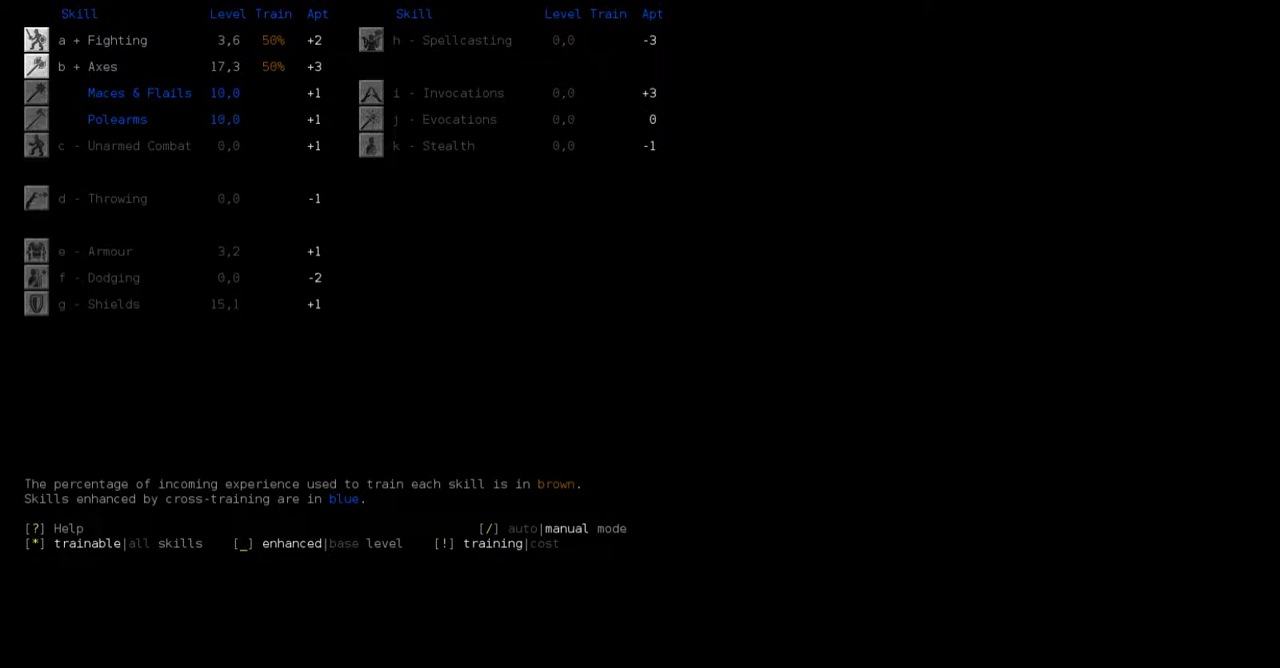 Skill Level Train Apt Skill Level Train Apt
a + Fighting 3,6 50% +2 h - Spellcasting 0,0 -3
b + Axes 17,3 50% +3
Maces & Flails 10,0 +1 i - Invocations 0,0 +3
Polearms 10,0 +1 j - Evocations 0,0 0
c - Unarmed Combat 0,0 +1 k - Stealth 0,0 -1
d - Throwing 0,0 -1
e - Armour 3,2 +1
f - Dodging 0,0 -2
g - Shields 15,1 +1
The percentage of incoming experience used to train each skill is in brown.
Skills enhanced by cross-training are in blue.
[?] Help [/] auto|manual mode
[*] trainable|all skills [_] enhanced|base level [!] training|cost